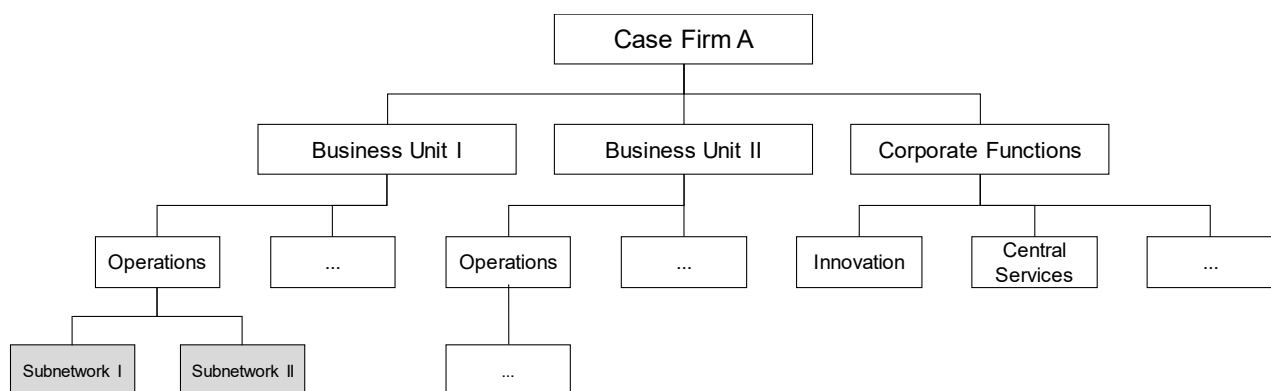 Case Firm A
Business Unit I
Business Unit II
Corporate Functions
Operations
...
Operations
...
Innovation
Central
Services
...
Subnetwork I
Subnetwork II
...